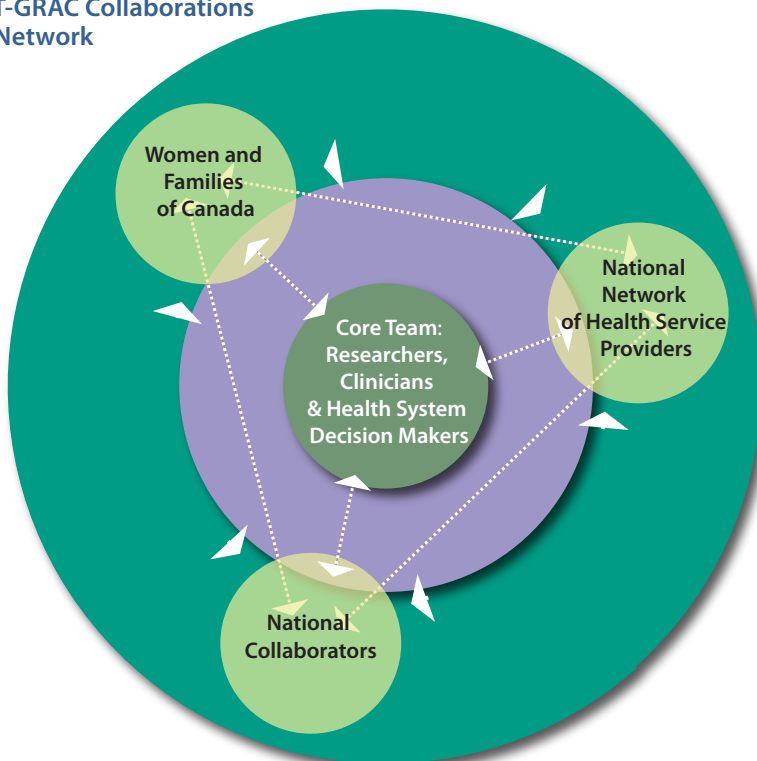 T-GRAC Collaborations
Network
Women and
Families
of Canada
National
Network
of Health Service
Providers
Core Team:
Researchers,
Clinicians
& Health System
Decision Makers
National
Collaborators